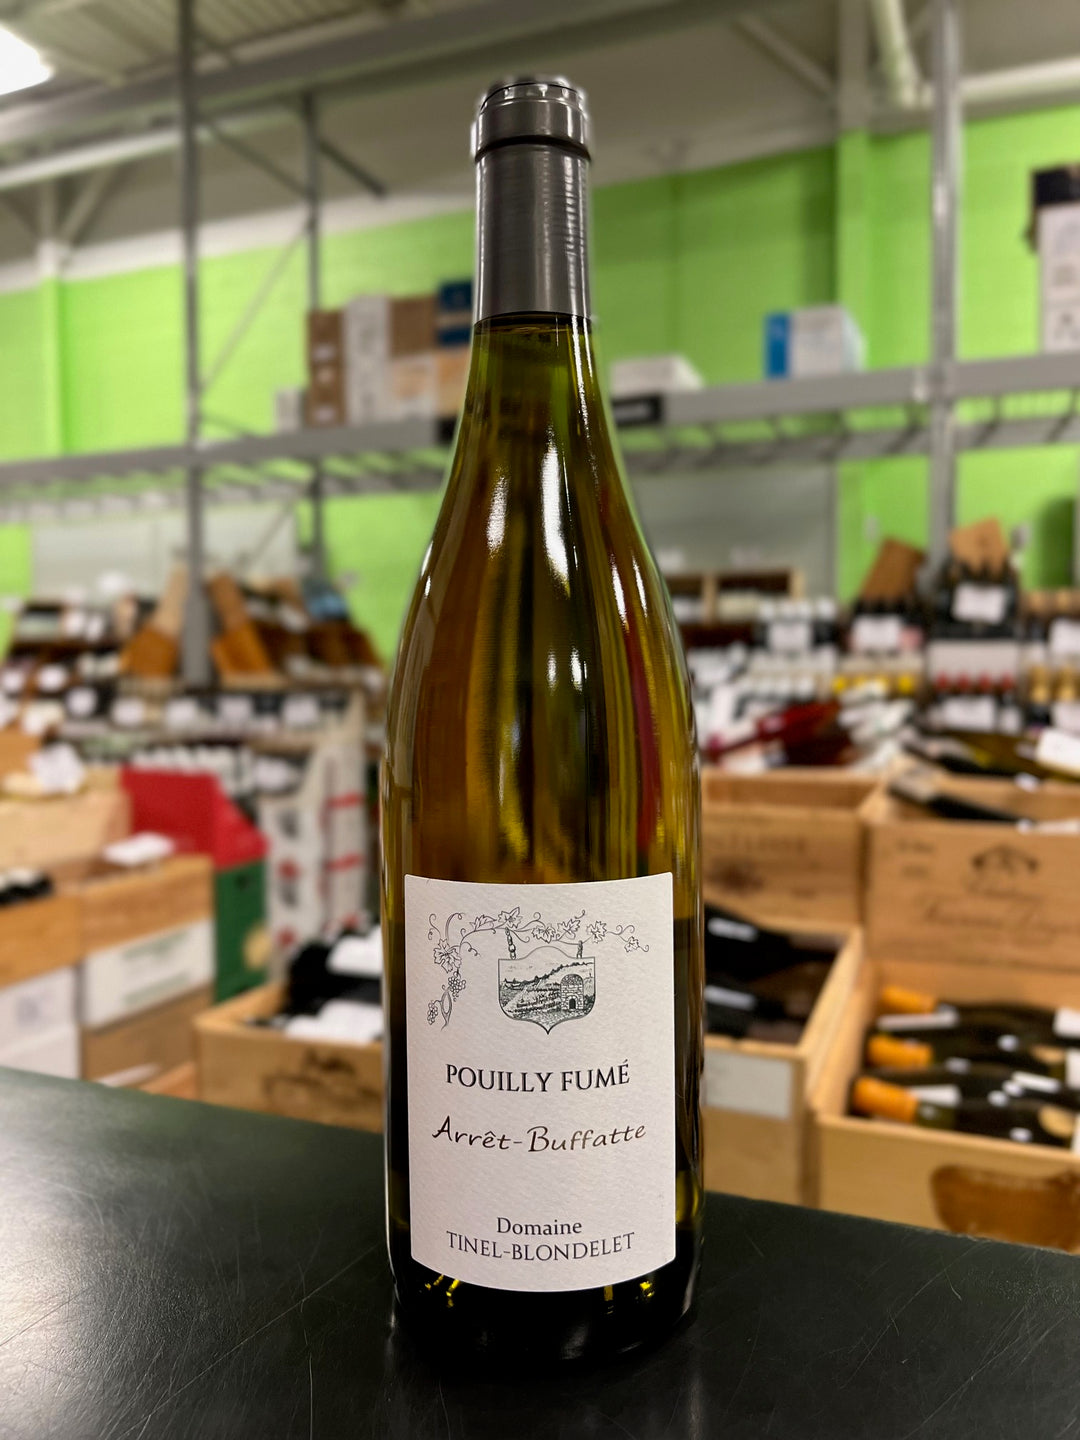 POUILLY FUMÉ
Arrêt-Buffatte
Domaine
TINEL-BLONDELET